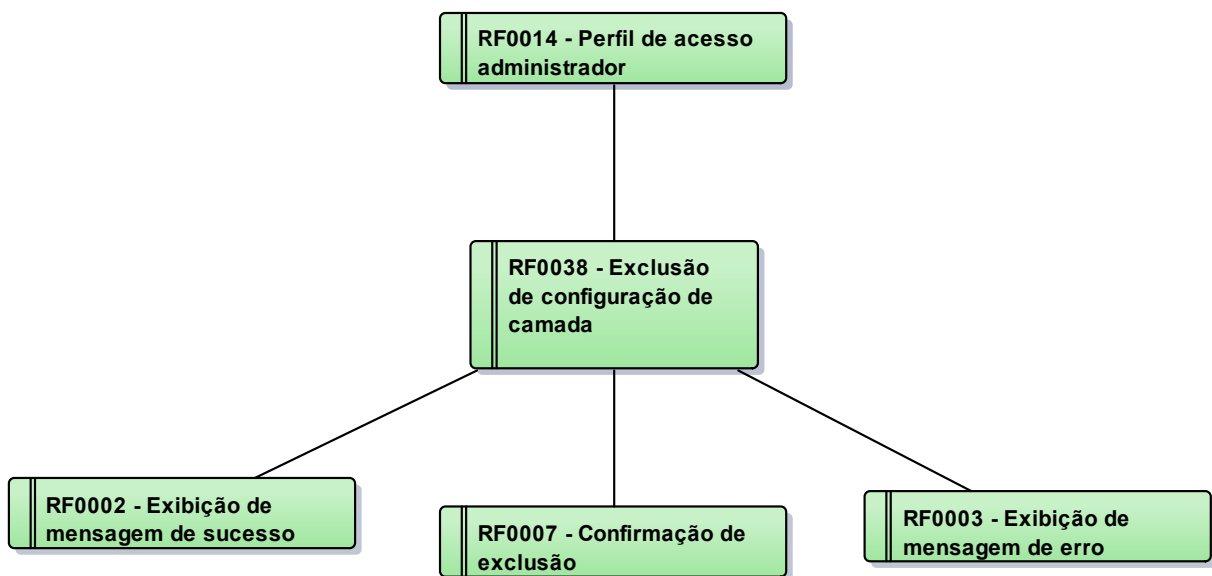 RF0014 - Perfil de acesso
administrador
RF0038 - Exclusão
de configuração de
camada
RF0002 - Exibição de
mensagem de sucesso
RF0007 - Confirmação de
exclusão
RF0003 - Exibição de
mensagem de erro